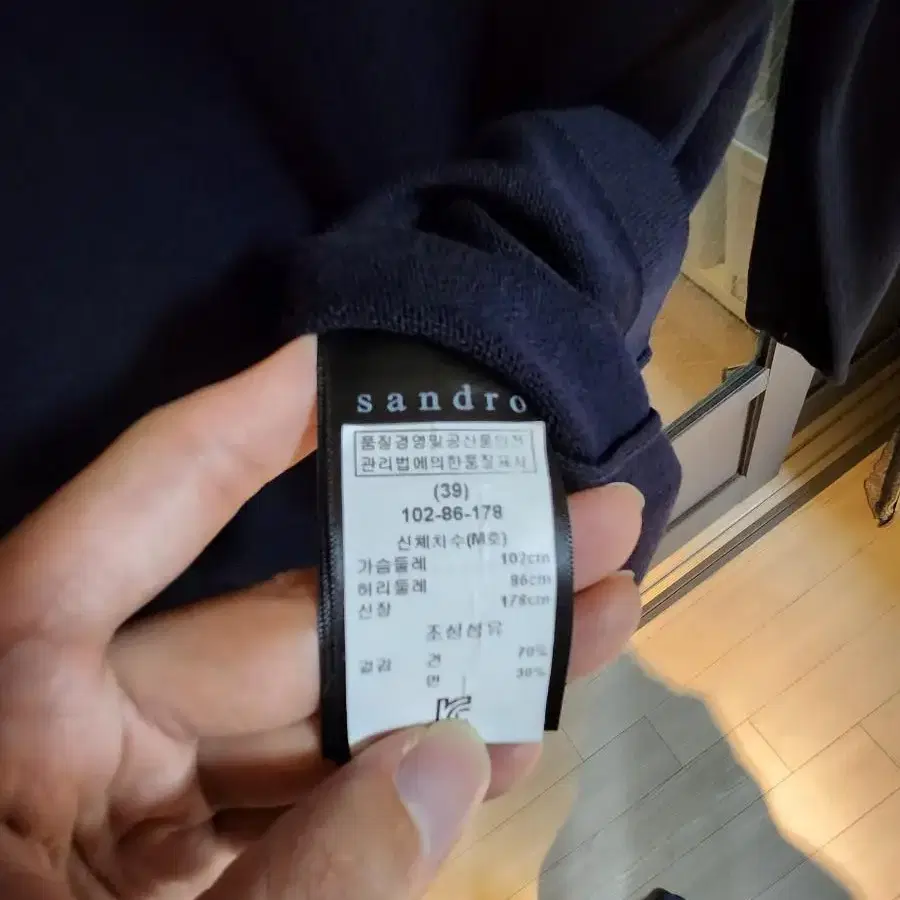 sandro
품질경영및공산품안전
관리법에의한품질표시
(39)
102-86-178
신체치수(M호)
가슴둘레 102cm
허리둘레 86cm
신장 178cm
조성섬유
겉감 견 70%
면 30%